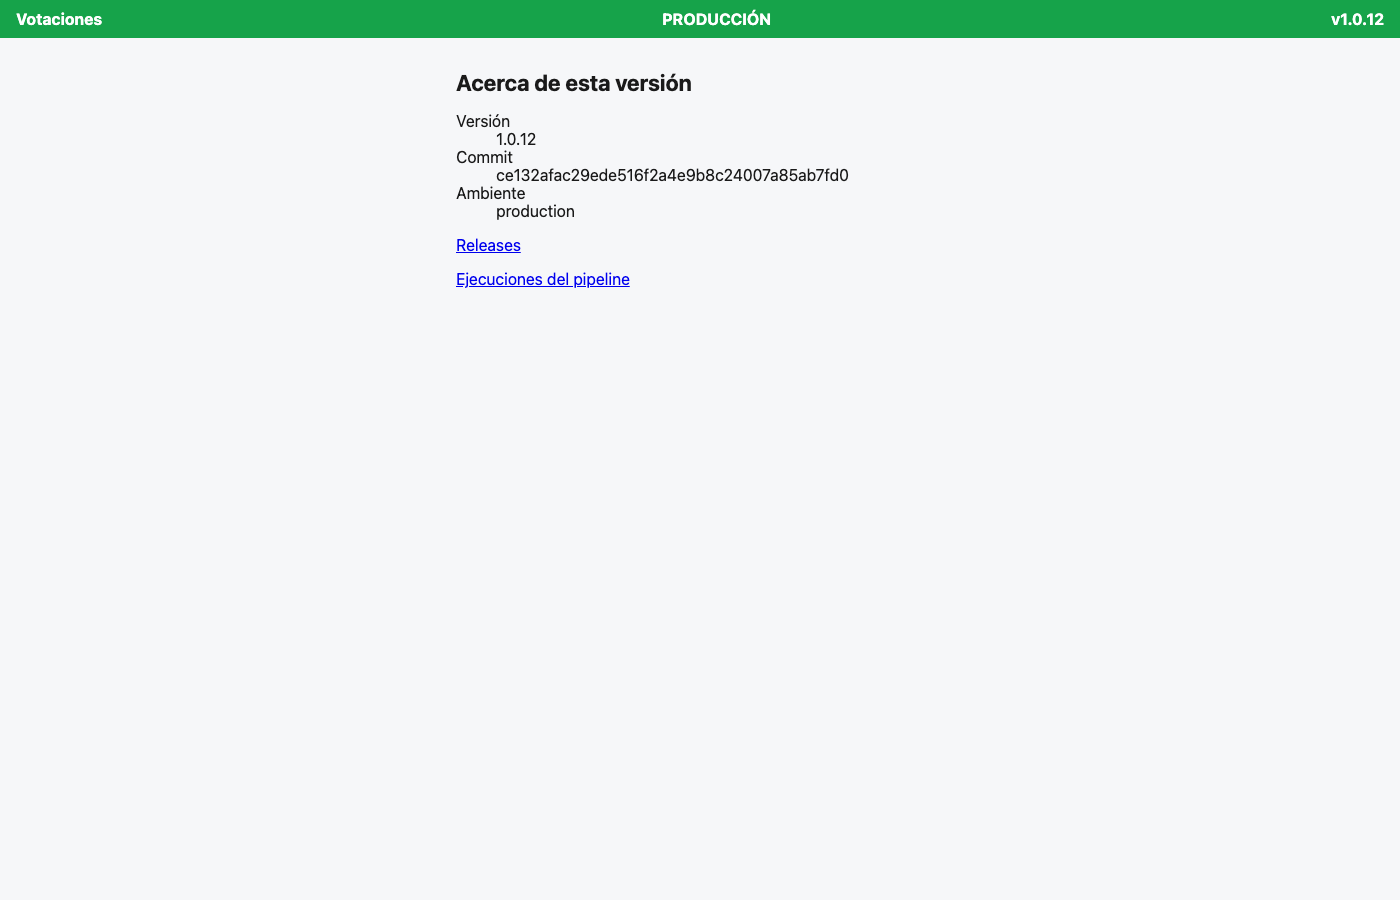 Votaciones
PRODUCCIÓN
v1.0.12
Acerca de esta versión
Versión
1.0.12
Commit
ce132afac29ede516f2a4e9b8c24007a85ab7fd0
Ambiente
production
Releases
Ejecuciones del pipeline